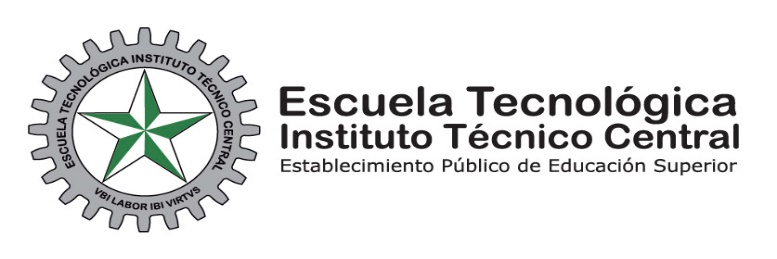 ESCUELA TECNOLÓGICA INSTITUTO TÉCNICO CENTRAL
VBI LABOR IBI VIRTVS
Escuela Tecnológica
Instituto Técnico Central
Establecimiento Público de Educación Superior